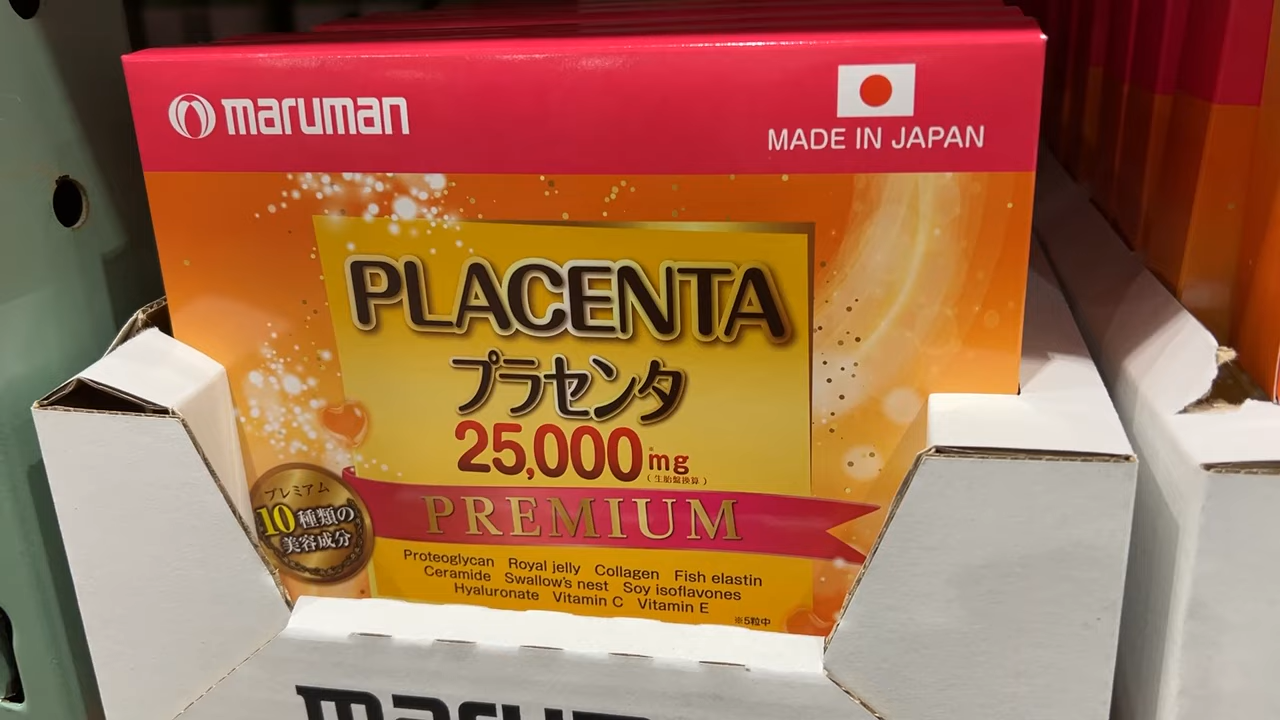 maruman
MADE IN JAPAN
PLACENTA
プラセンタ
25,000mg
(生胎盤換算)
PREMIUM
プレミアム
10種類の
美容成分
Proteoglycan Royal jelly Collagen Fish elastin
Ceramide Swallow's nest Soy isoflavones
Hyaluronate Vitamin C Vitamin E
※5粒中
maruman